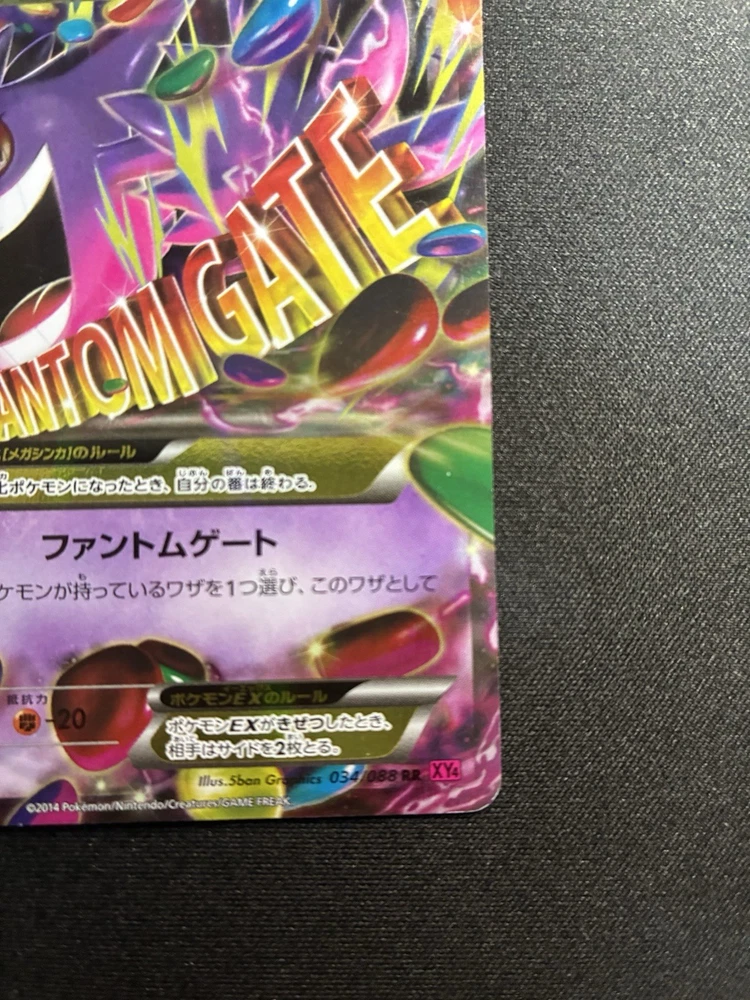 ANTOM GATE
[メガシンカ]のルール
ポケモンになったとき、自分の番は終わる。
ファントムゲート
ケモンが持っているワザを1つ選び、このワザとして
抵抗力
-20
ポケモンEXのルール
ポケモンEXがきぜつしたとき、
相手はサイドを2枚とる。
Illus.5ban Graphics 034/088 RR XY4
©2014 Pokémon/Nintendo/Creatures/GAME FREAK.